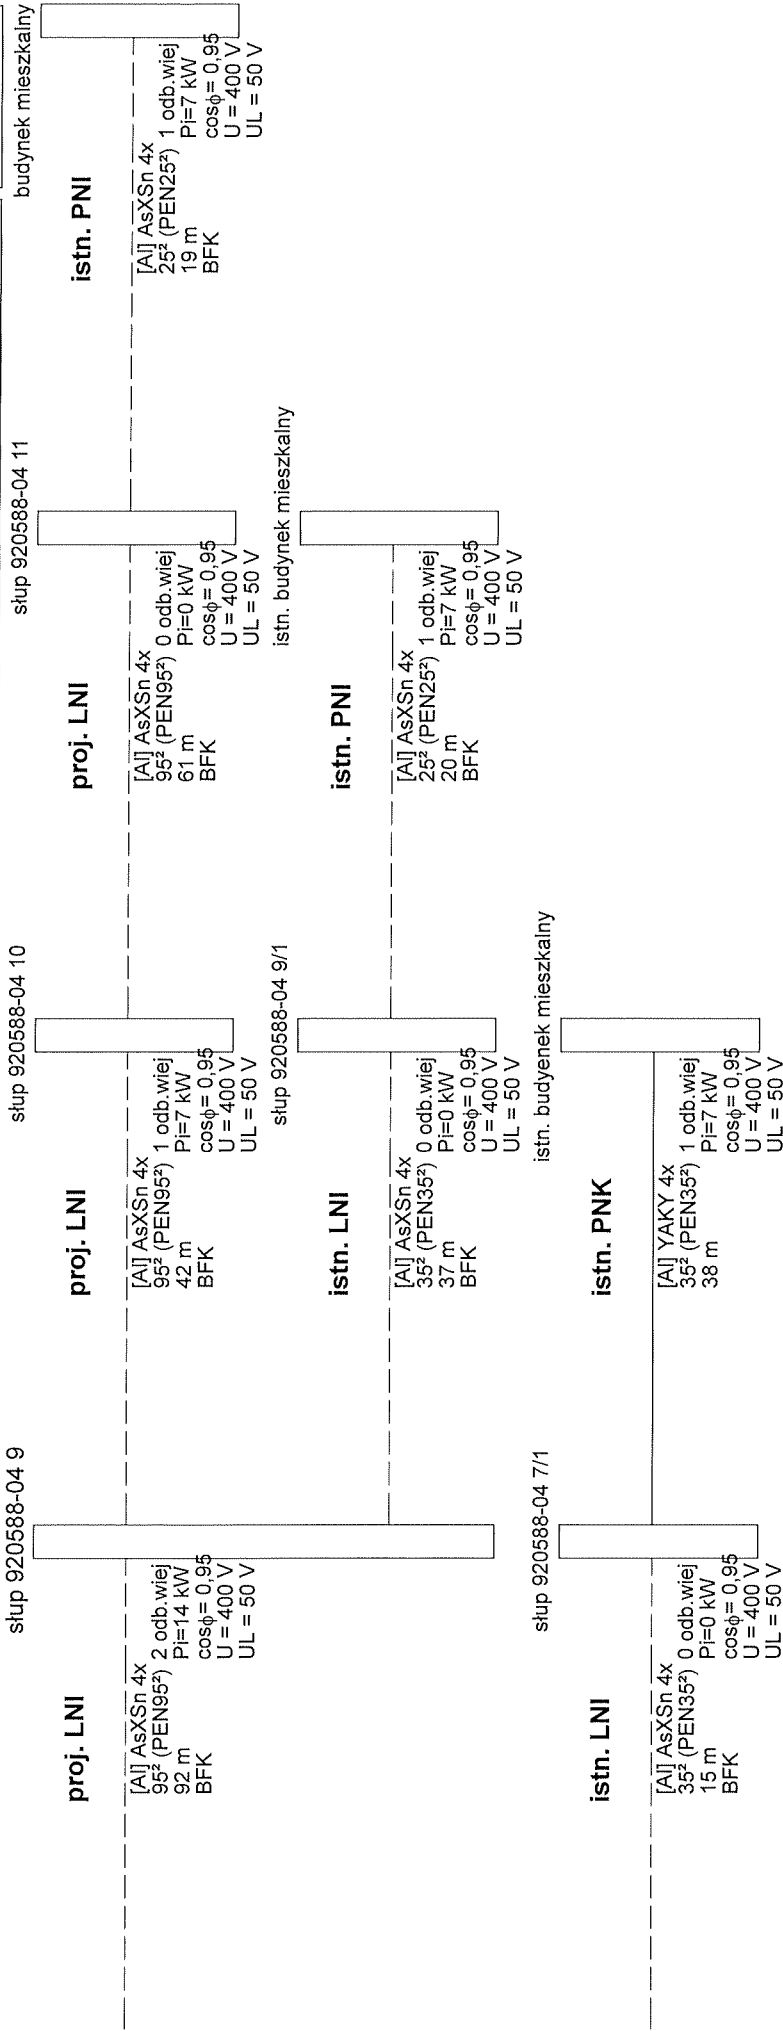 słup 920588-04 9
proj. LNI
[Al] AsXSn 4x
95² (PEN95²)
92 m
BFK
2 odb.wiej
Pi=14 kW
cosϕ= 0,95
U = 400 V
UL = 50 V
słup 920588-04 10
proj. LNI
[Al] AsXSn 4x
95² (PEN95²)
42 m
BFK
1 odb.wiej
Pi=7 kW
cosϕ= 0,95
U = 400 V
UL = 50 V
słup 920588-04 11
proj. LNI
[Al] AsXSn 4x
95² (PEN95²)
61 m
BFK
0 odb.wiej
Pi=0 kW
cosϕ= 0,95
U = 400 V
UL = 50 V
budynek mieszkalny
istn. PNI
[Al] AsXSn 4x
25² (PEN25²)
19 m
BFK
1 odb.wiej
Pi=7 kW
cosϕ= 0,95
U = 400 V
UL = 50 V
słup 920588-04 9/1
istn. LNI
[Al] AsXSn 4x
35² (PEN35²)
37 m
BFK
0 odb.wiej
Pi=0 kW
cosϕ= 0,95
U = 400 V
UL = 50 V
istn. budynek mieszkalny
istn. PNI
[Al] AsXSn 4x
25² (PEN25²)
20 m
BFK
1 odb.wiej
Pi=7 kW
cosϕ= 0,95
U = 400 V
UL = 50 V
słup 920588-04 7/1
istn. LNI
[Al] AsXSn 4x
35² (PEN35²)
15 m
BFK
0 odb.wiej
Pi=0 kW
cosϕ= 0,95
U = 400 V
UL = 50 V
istn. budyenek mieszkalny
istn. PNK
[Al] YAKY 4x
35² (PEN35²)
38 m
1 odb.wiej
Pi=7 kW
cosϕ= 0,95
U = 400 V
UL = 50 V